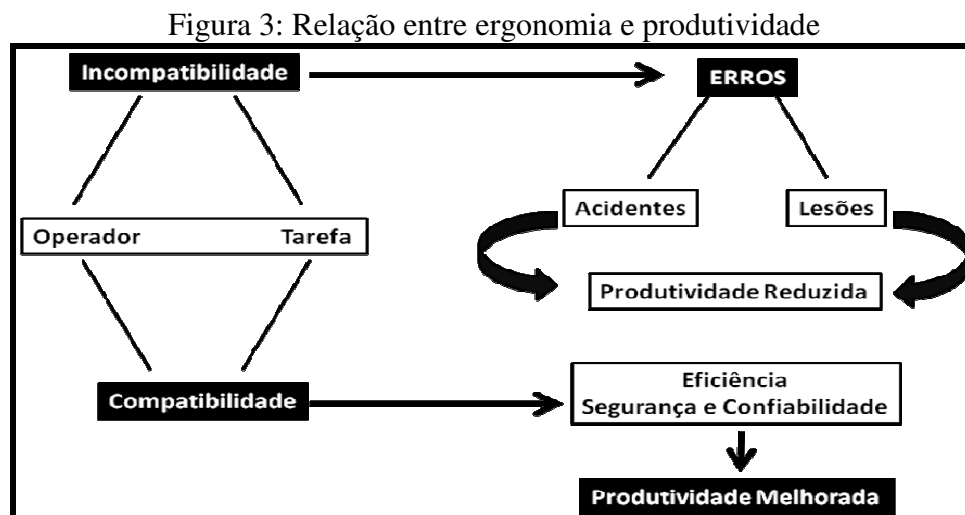 Figura 3: Relação entre ergonomia e produtividade
Incompatibilidade
ERROS
Acidentes
Lesões
Operador
Tarefa
Produtividade Reduzida
Compatibilidade
Eficiência
Segurança e Confiabilidade
Produtividade Melhorada